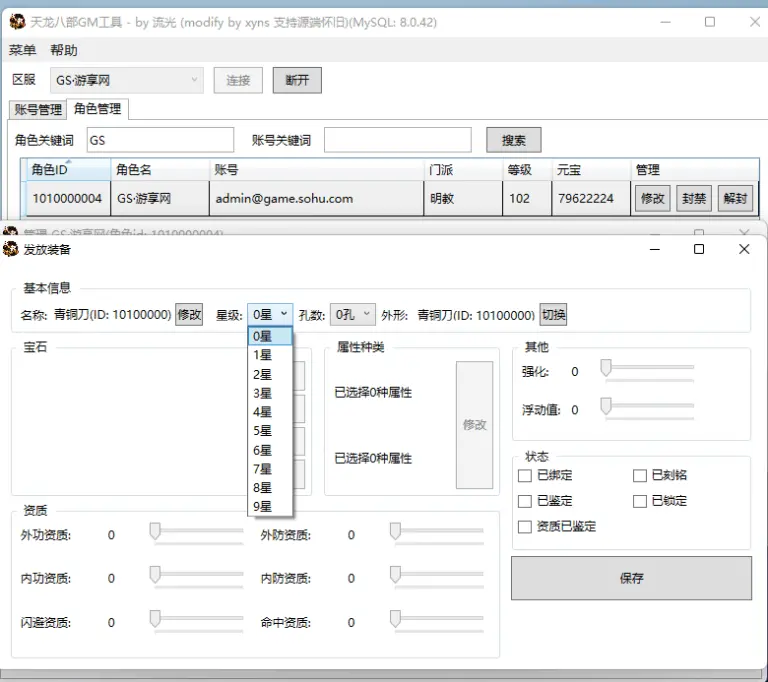 天龙八部GM工具 - by 流光 (modify by xyns 支持源端怀旧)(MySQL: 8.0.42)
菜单 帮助
区服 GS·游享网 连接 断开
账号管理 角色管理
角色关键词 GS 账号关键词 搜索
角色ID 角色名 账号 门派 等级 元宝 管理
1010000004 GS·游享网 admin@game.sohu.com 明教 102 79622224 修改 封禁 解封
管理 GS·游享网(角色id: 1010000004)
发放装备
基本信息
名称: 青铜刀(ID: 10100000) 修改 星级: 0星 孔数: 0孔 外形: 青铜刀(ID: 10100000) 切换
0星
1星
2星
3星
4星
5星
6星
7星
8星
9星
宝石
属性种类
已选择0种属性
已选择0种属性
修改
其他
强化: 0
浮动值: 0
状态
已绑定 已刻铭
已鉴定 已锁定
资质已鉴定
资质
外功资质: 0 外防资质: 0
内功资质: 0 内防资质: 0
闪避资质: 0 命中资质: 0
保存